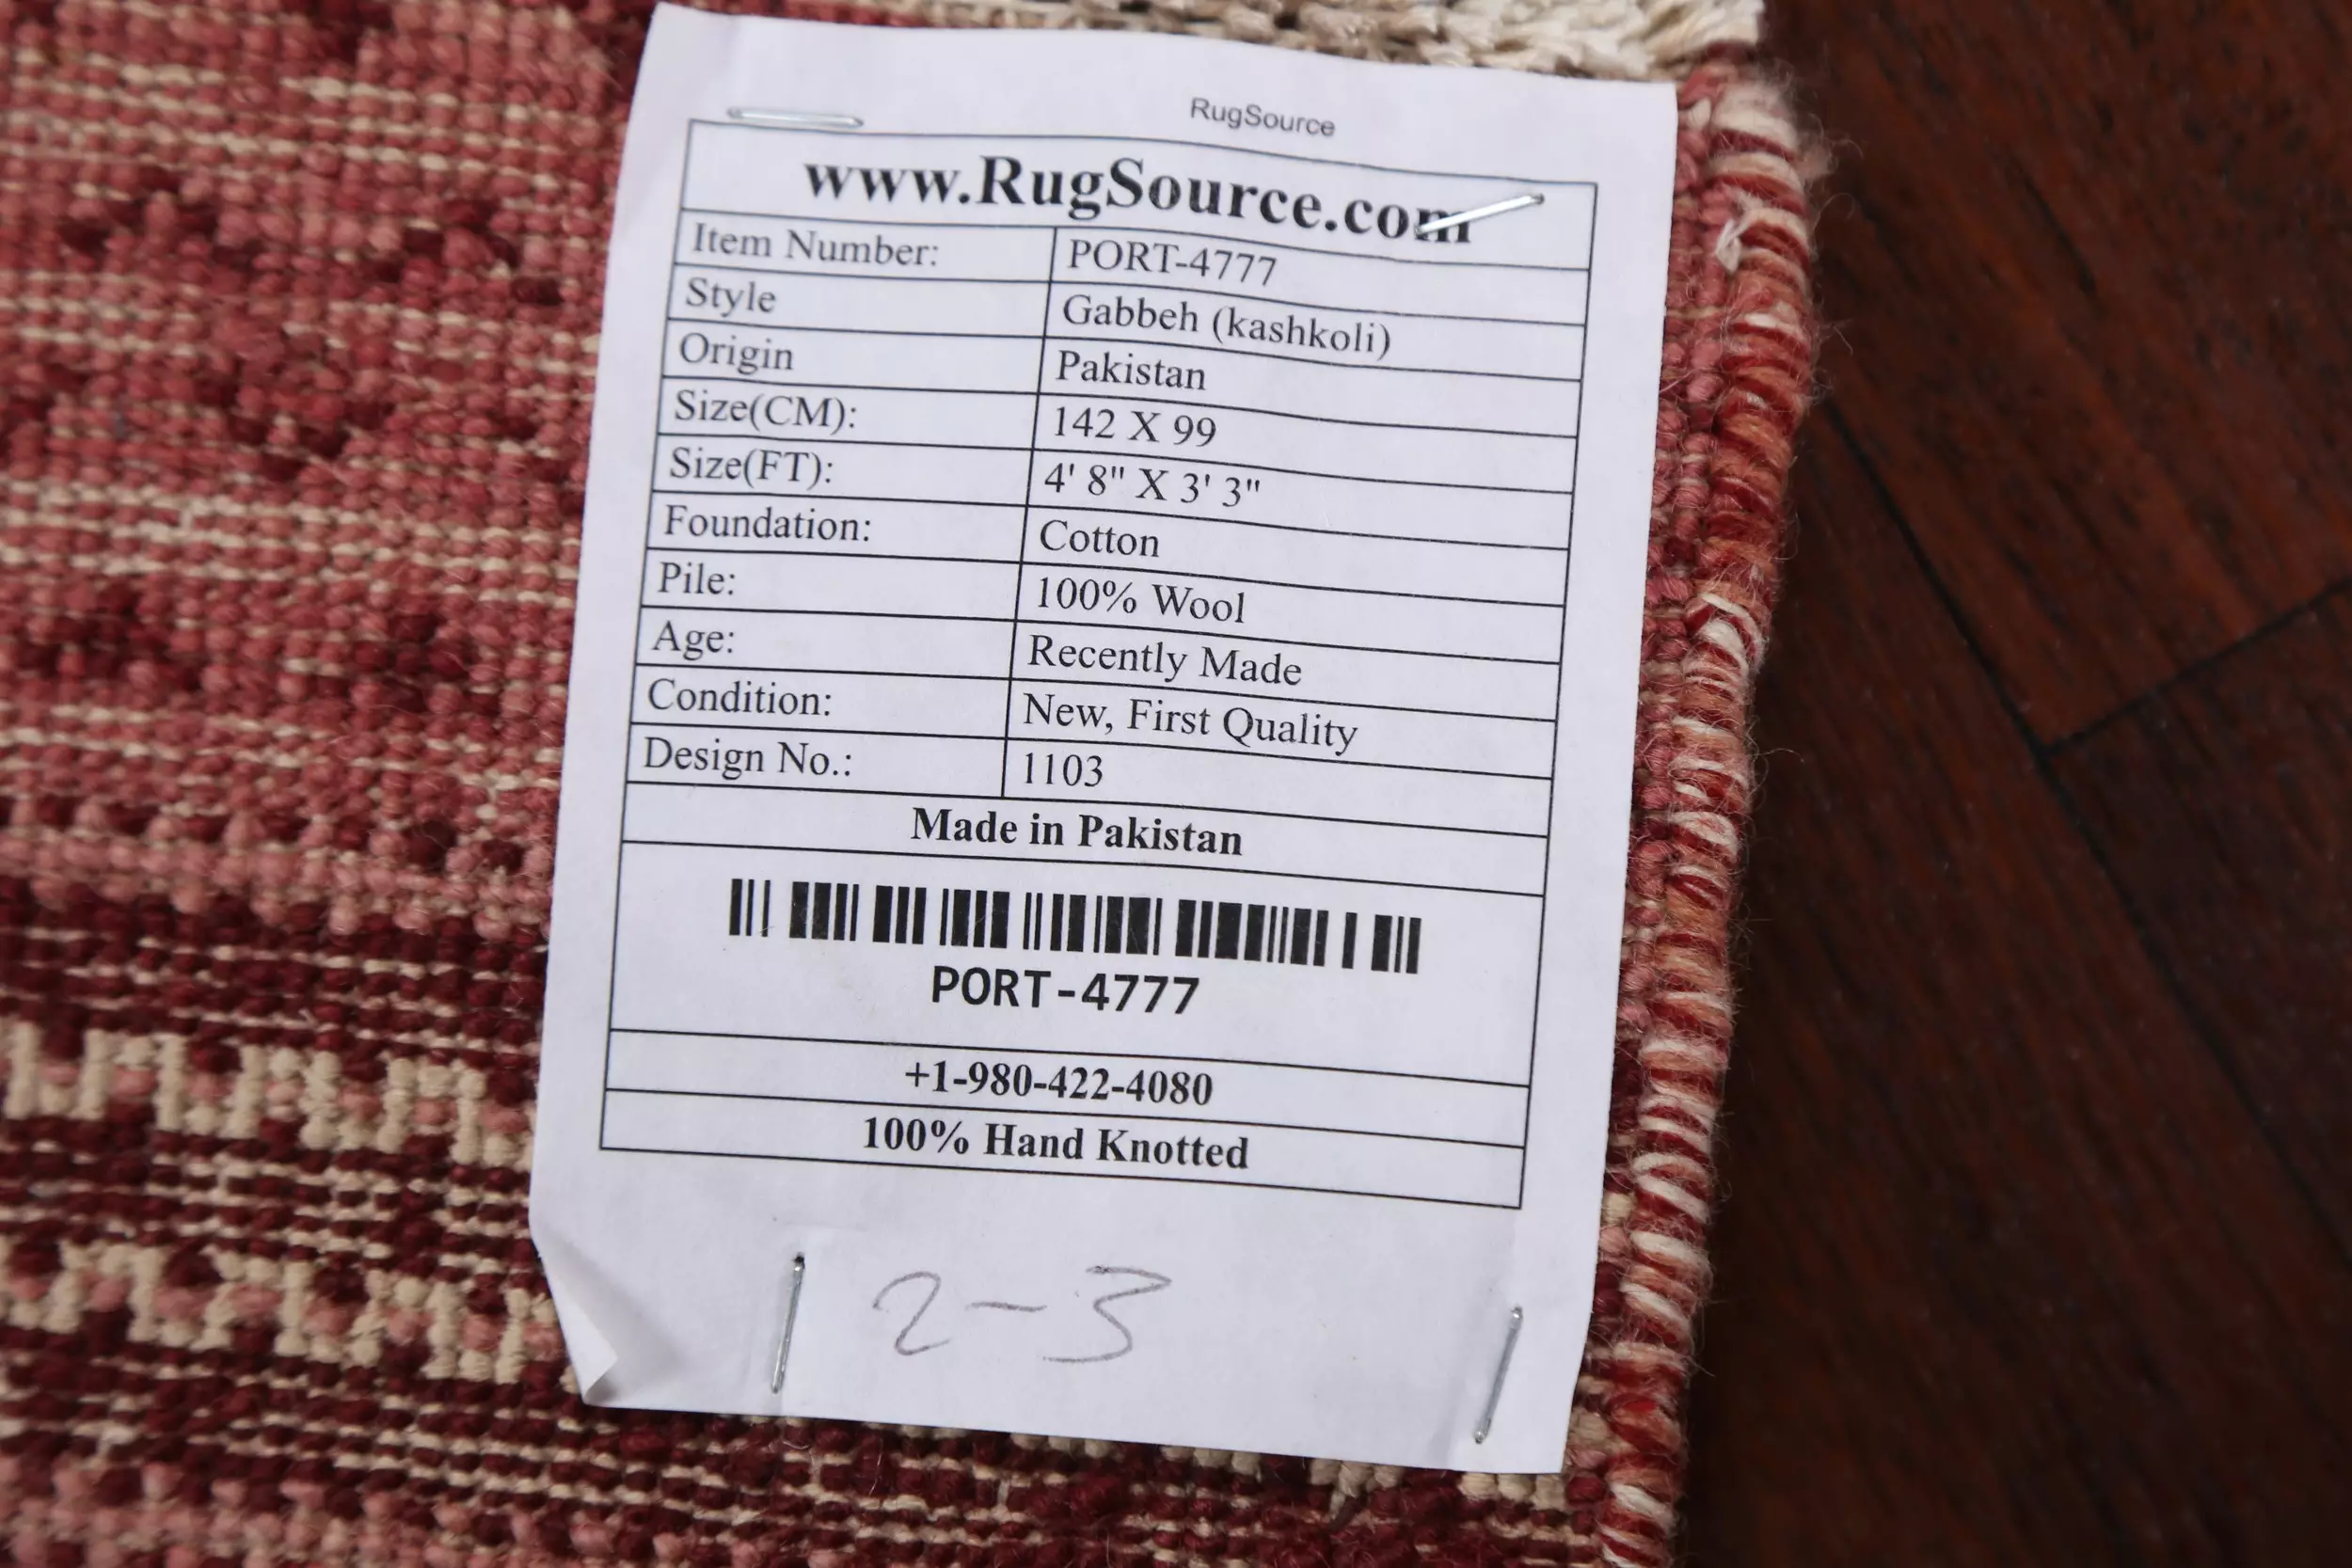 RugSource
www.RugSource.com
Item Number: PORT-4777
Style Gabbeh (kashkoli)
Origin Pakistan
Size(CM): 142 X 99
Size(FT): 4' 8" X 3' 3"
Foundation: Cotton
Pile: 100% Wool
Age: Recently Made
Condition: New, First Quality
Design No.: 1103
Made in Pakistan
PORT-4777
+1-980-422-4080
100% Hand Knotted
2-3